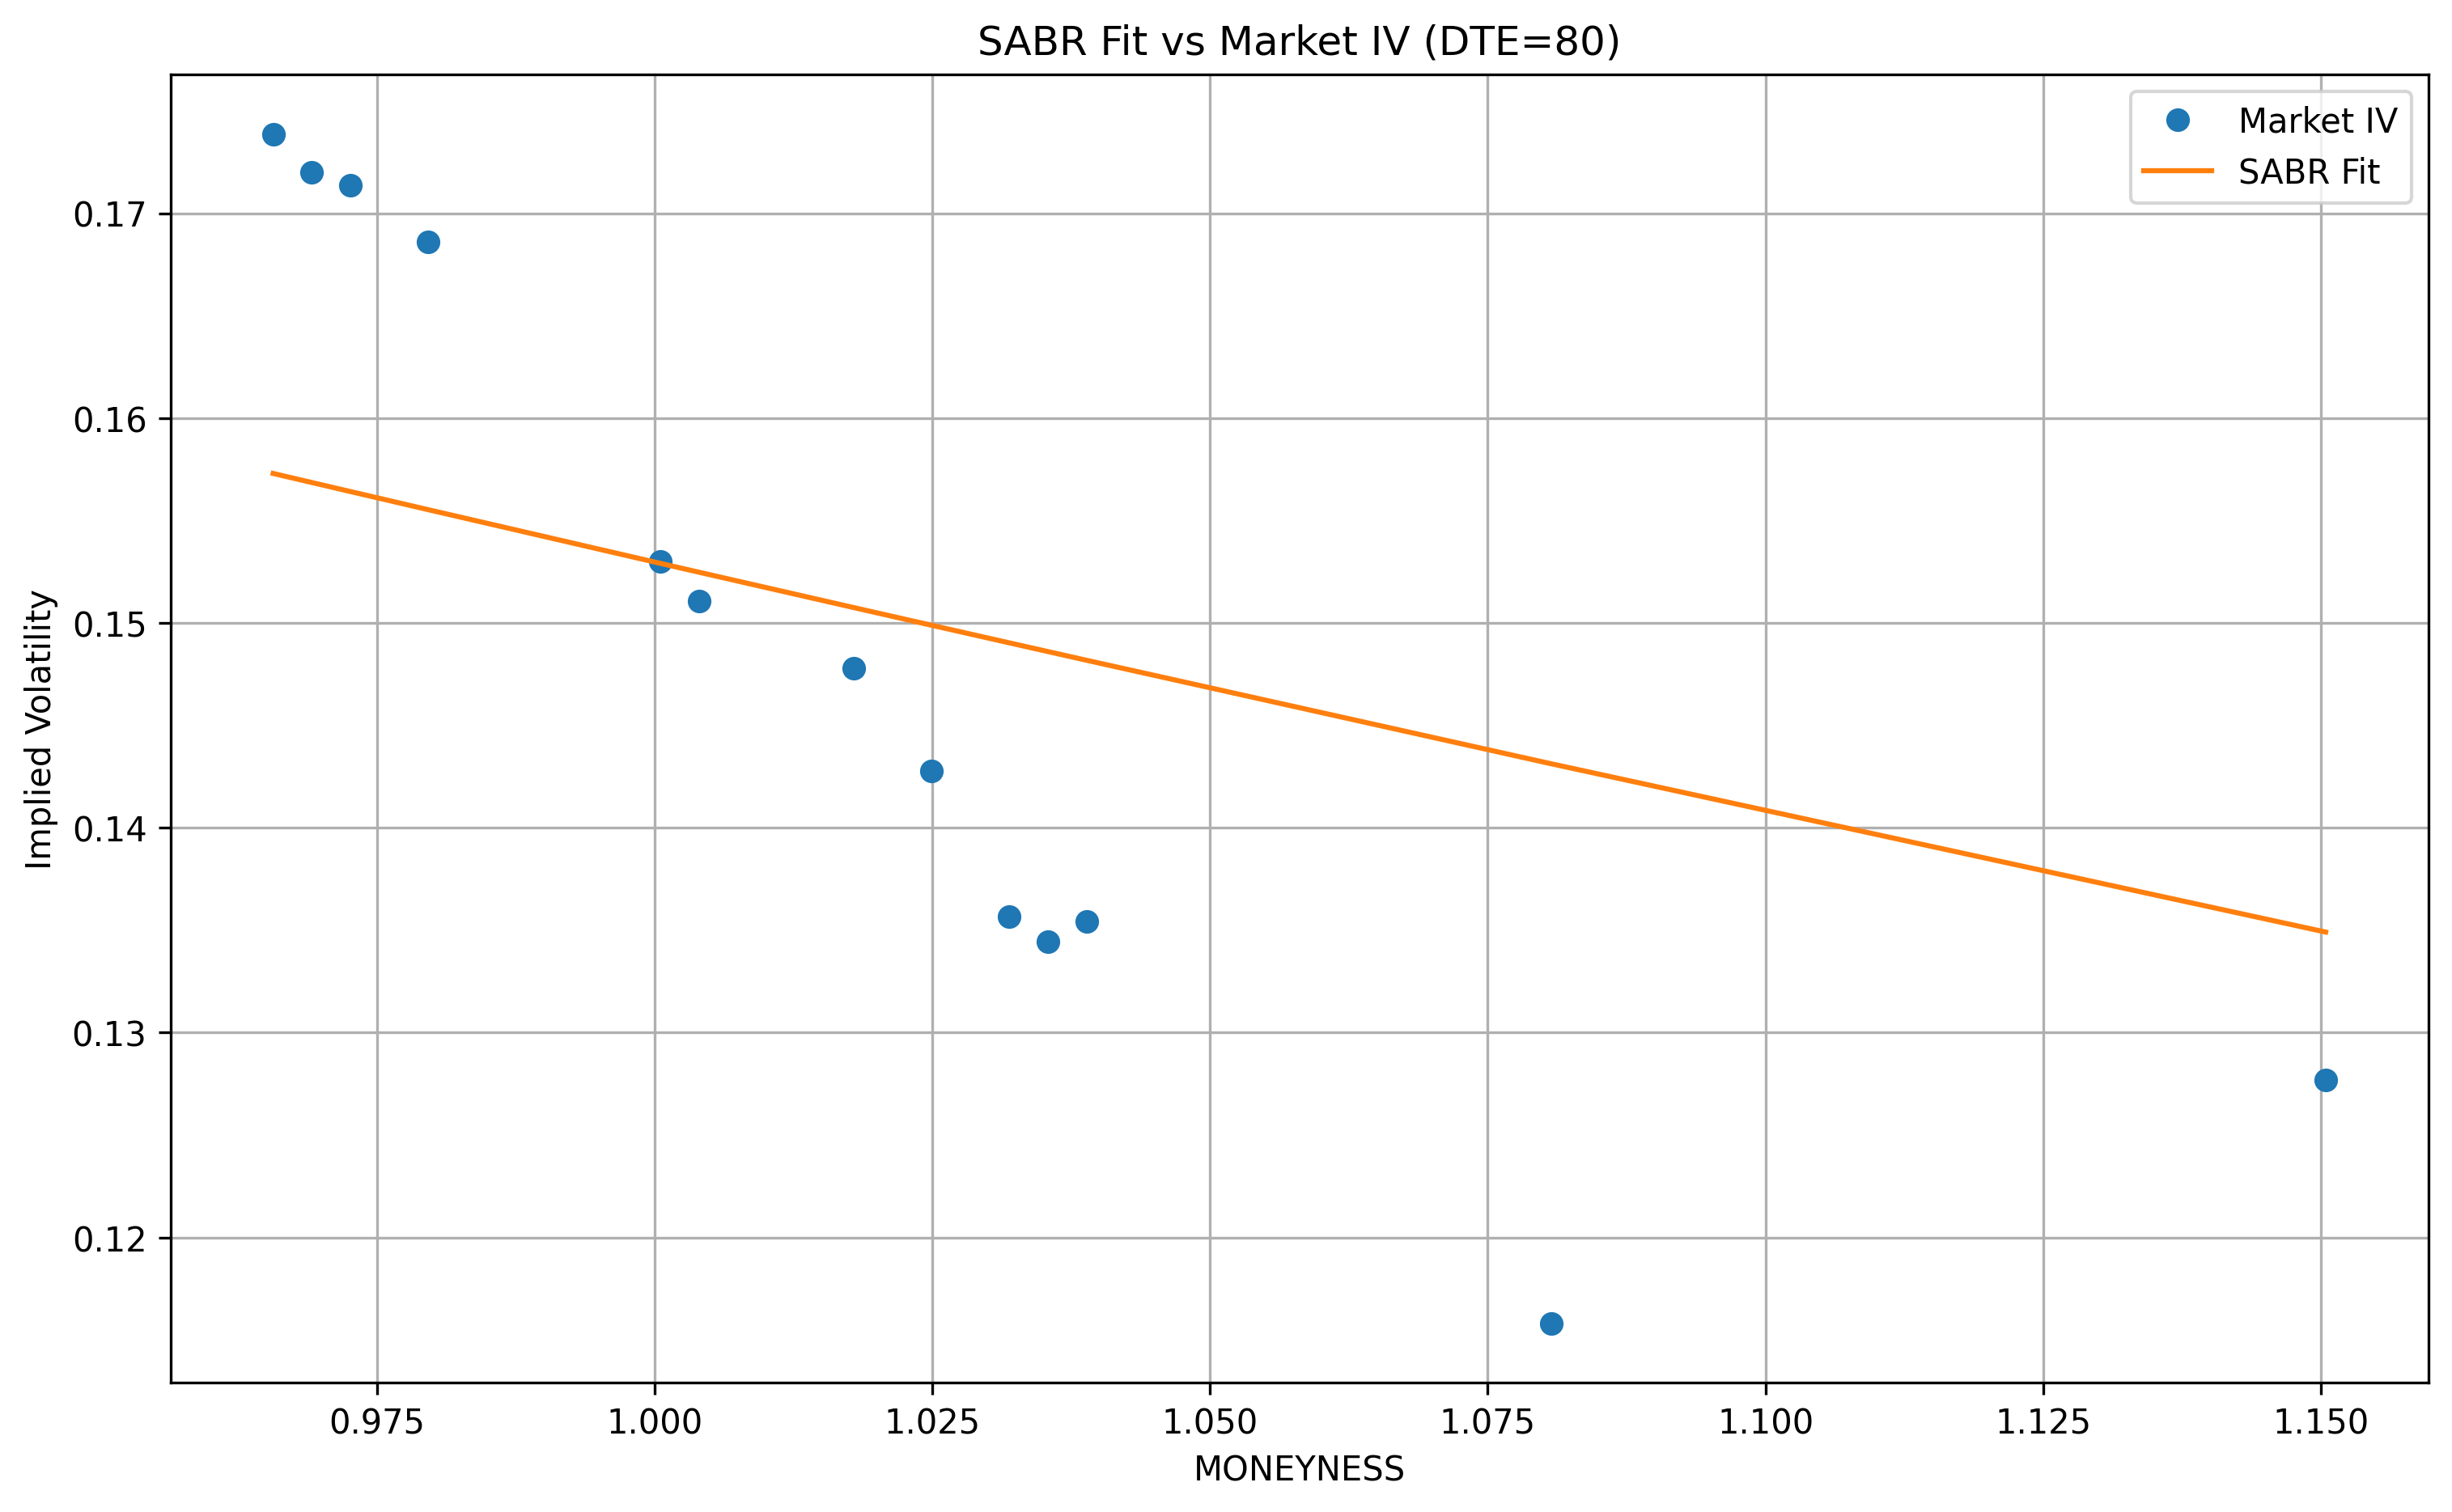 SABR Fit vs Market IV (DTE=80)
Market IV
SABR Fit
Implied Volatility
0.17
0.16
0.15
0.14
0.13
0.12
0.975 1.000 1.025 1.050 1.075 1.100 1.125 1.150
MONEYNESS